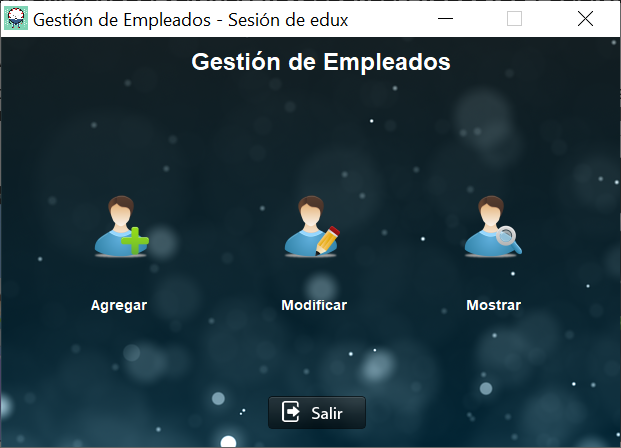 Gestión de Empleados - Sesión de edux
Gestión de Empleados
Agregar
Modificar
Mostrar
Salir